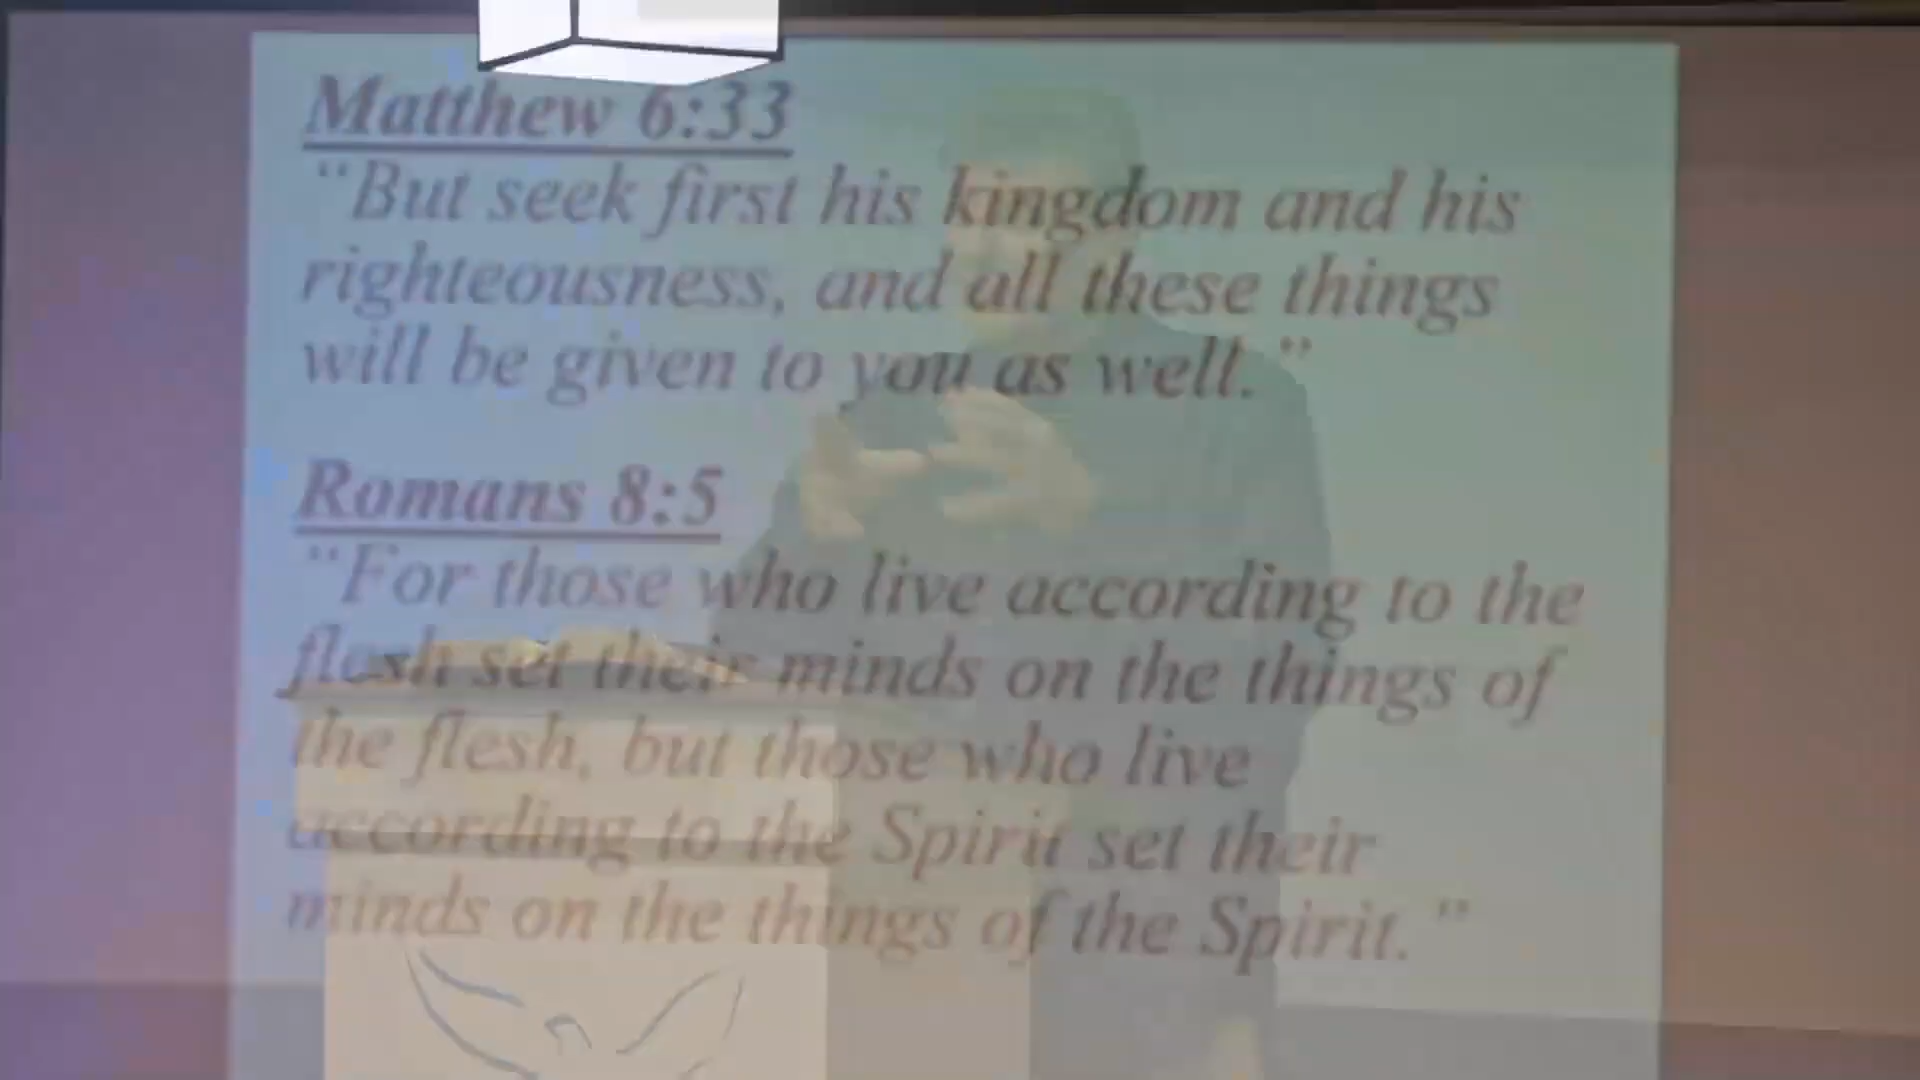 Matthew 6:33
“But seek first his kingdom and his
righteousness, and all these things
will be given to you as well.”
Romans 8:5
“For those who live according to the
flesh set their minds on the things of
the flesh, but those who live
according to the Spirit set their
minds on the things of the Spirit.”